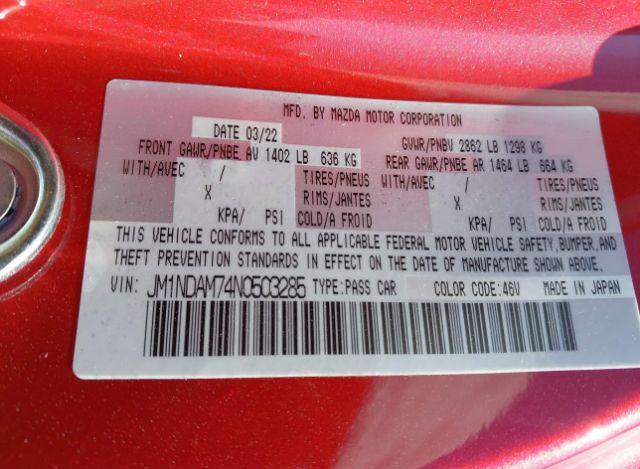 MFD. BY MAZDA MOTOR CORPORATION
DATE 03/22 GVWR/PNBV 2862 LB 1298 KG
FRONT GAWR/PNBE AV 1402 LB 636 KG REAR GAWR/PNBE AR 1464 LB 664 KG
WITH/AVEC / TIRES/PNEUS WITH/AVEC / TIRES/PNEUS
X RIMS/JANTES X RIMS/JANTES
KPA/ PSI COLD/A FROID KPA/ PSI COLD/A FROID
THIS VEHICLE CONFORMS TO ALL APPLICABLE FEDERAL MOTOR VEHICLE SAFETY, BUMPER, AND
THEFT PREVENTION STANDARDS IN EFFECT ON THE DATE OF MANUFACTURE SHOWN ABOVE.
VIN: JM1NDAM74N0503285 TYPE:PASS CAR COLOR CODE:46V MADE IN JAPAN